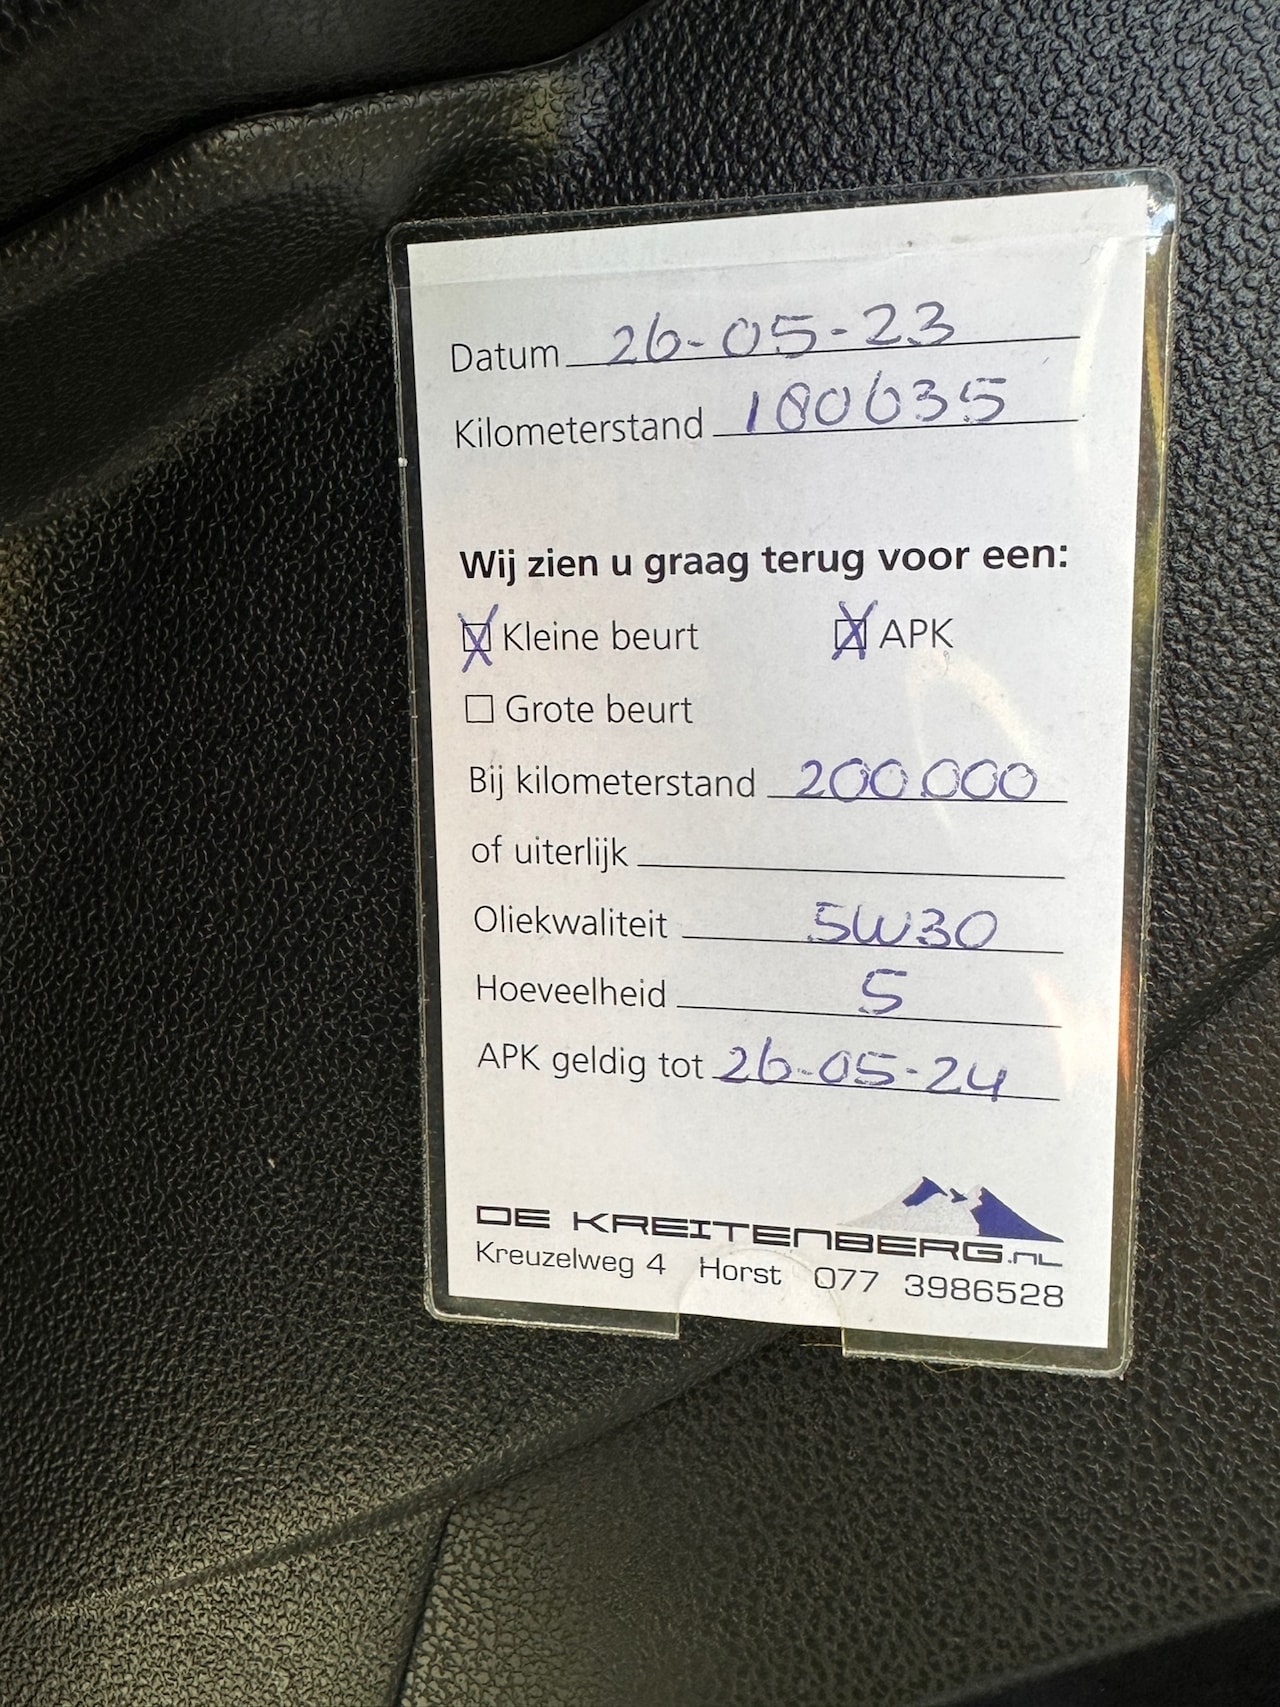 Datum 26-05-23
Kilometerstand 180635
Wij zien u graag terug voor een:
Kleine beurt APK
Grote beurt
Bij kilometerstand 200.000
of uiterlijk
Oliekwaliteit 5W30
Hoeveelheid 5
APK geldig tot 26-05-24
DE KREITENBERG.NL
Kreuzelweg 4 Horst 077 3986528